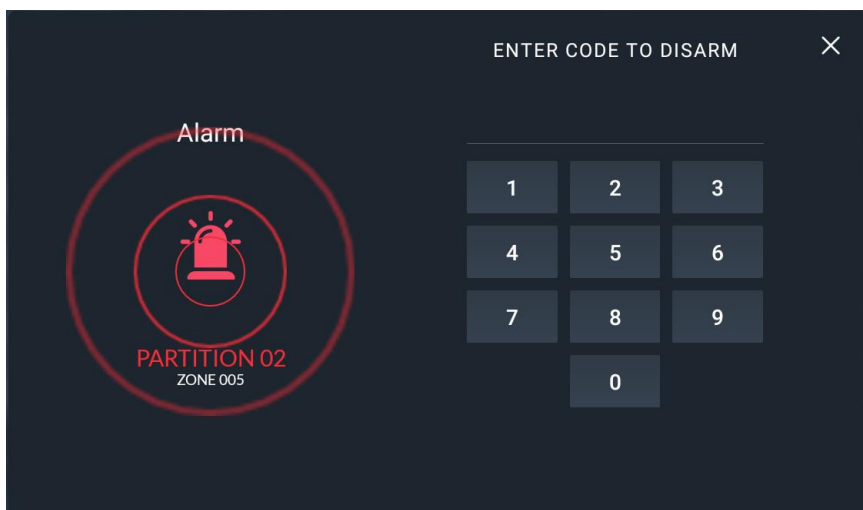 ENTER CODE TO DISARM
Alarm
PARTITION 02
ZONE 005
1 2 3
4 5 6
7 8 9
0